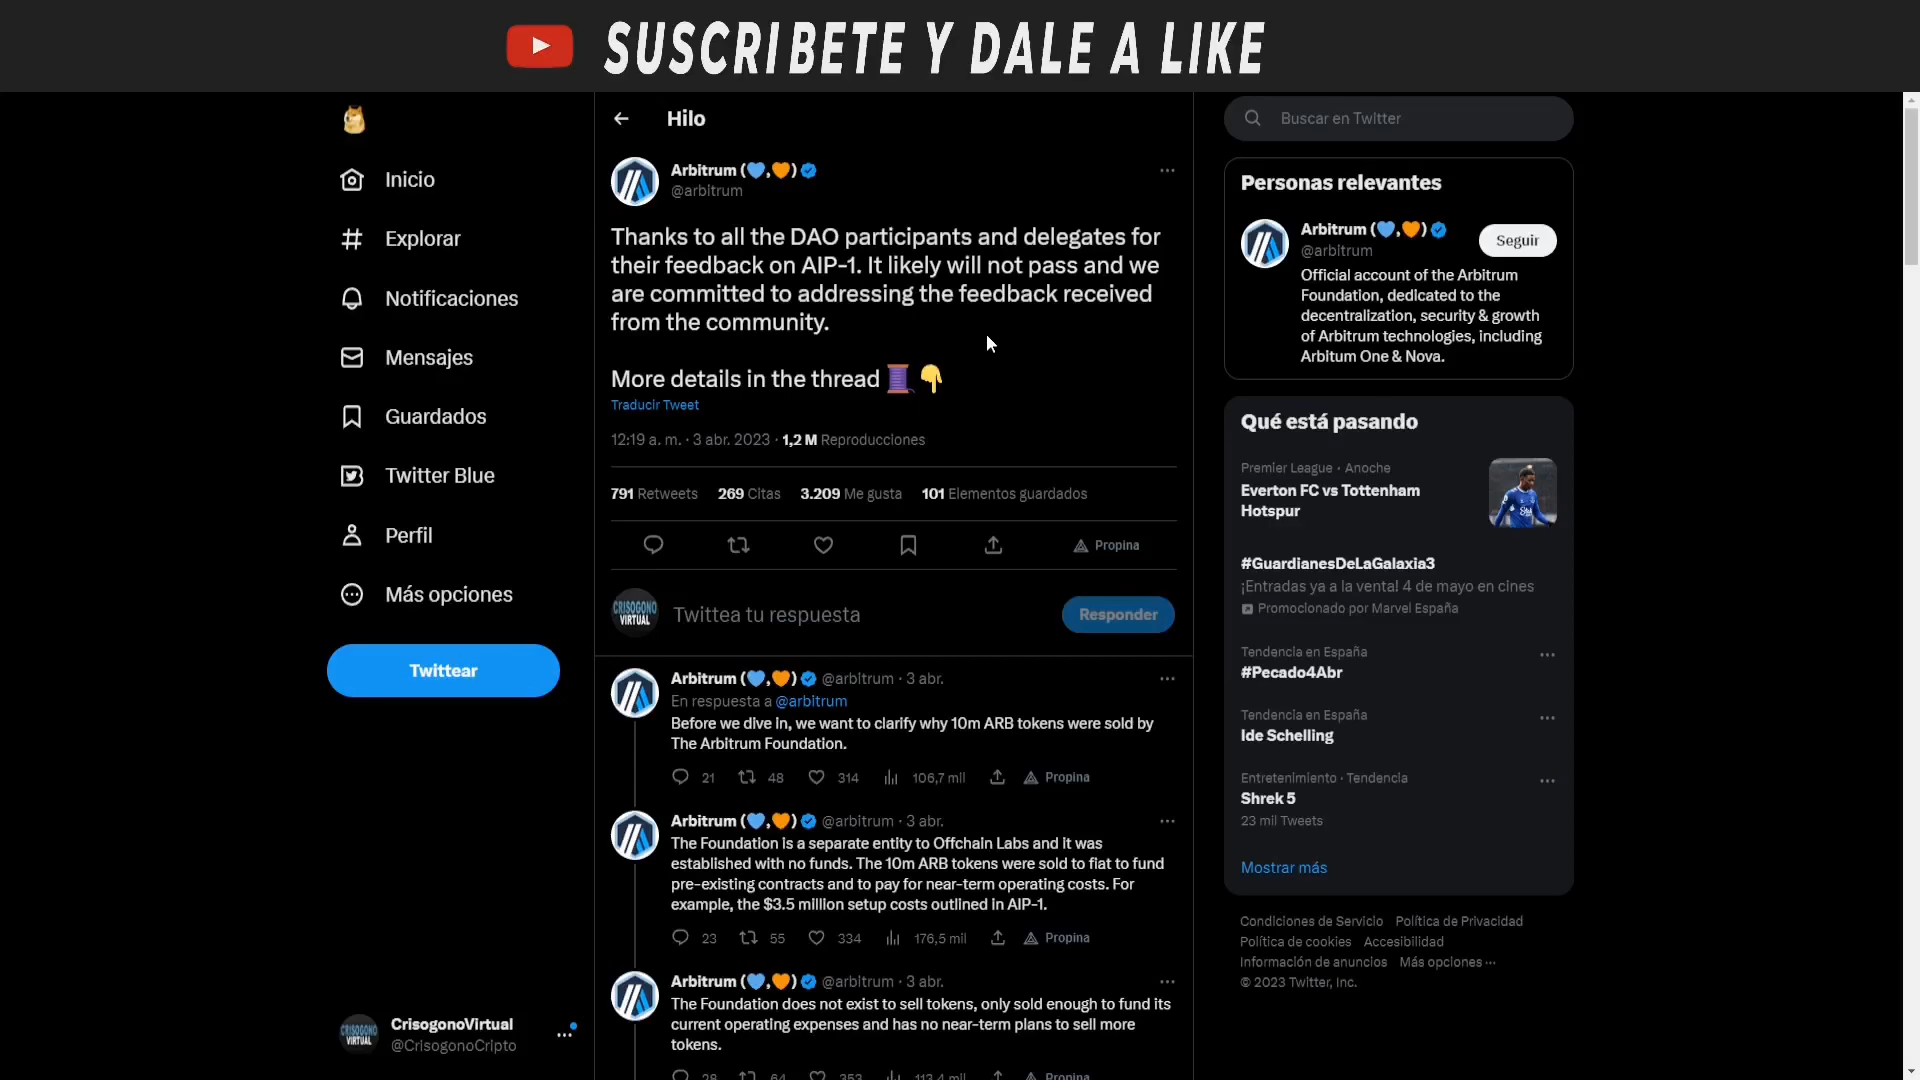 SUSCRIBETE Y DALE A LIKE
Inicio
Explorar
Notificaciones
Mensajes
Guardados
Twitter Blue
Perfil
Más opciones
Twittear
CrisogonoVirtual
@CrisogonoCripto
Hilo
Arbitrum (💙,🧡)
@arbitrum
Thanks to all the DAO participants and delegates for
their feedback on AIP-1. It likely will not pass and we
are committed to addressing the feedback received
from the community.
More details in the thread 🧵👇
Traducir Tweet
12:19 a. m. · 3 abr. 2023 · 1,2 M Reproducciones
791 Retweets 269 Citas 3.209 Me gusta 101 Elementos guardados
Propina
CRISOGONO
VIRTUAL
Twittea tu respuesta
Responder
Arbitrum (💙,🧡) @arbitrum · 3 abr.
En respuesta a @arbitrum
Before we dive in, we want to clarify why 10m ARB tokens were sold by
The Arbitrum Foundation.
21 48 314 106,7 mil Propina
Arbitrum (💙,🧡) @arbitrum · 3 abr.
The Foundation is a separate entity to Offchain Labs and it was
established with no funds. The 10m ARB tokens were sold to fiat to fund
pre-existing contracts and to pay for near-term operating costs. For
example, the $3.5 million setup costs outlined in AIP-1.
23 55 334 176,5 mil Propina
Arbitrum (💙,🧡) @arbitrum · 3 abr.
The Foundation does not exist to sell tokens, only sold enough to fund its
current operating expenses and has no near-term plans to sell more
tokens.
28 64 353 113,4 mil Propina
Buscar en Twitter
Personas relevantes
Arbitrum (💙,🧡)
@arbitrum
Seguir
Official account of the Arbitrum
Foundation, dedicated to the
decentralization, security & growth
of Arbitrum technologies, including
Arbitum One & Nova.
Qué está pasando
Premier League · Anoche
Everton FC vs Tottenham
Hotspur
#GuardianesDeLaGalaxia3
¡Entradas ya a la venta! 4 de mayo en cines
Promocionado por Marvel España
Tendencia en España
#Pecado4Abr
Tendencia en España
Ide Schelling
Entretenimiento · Tendencia
Shrek 5
23 mil Tweets
Mostrar más
Condiciones de Servicio Política de Privacidad
Política de cookies Accesibilidad
Información de anuncios Más opciones ···
© 2023 Twitter, Inc.